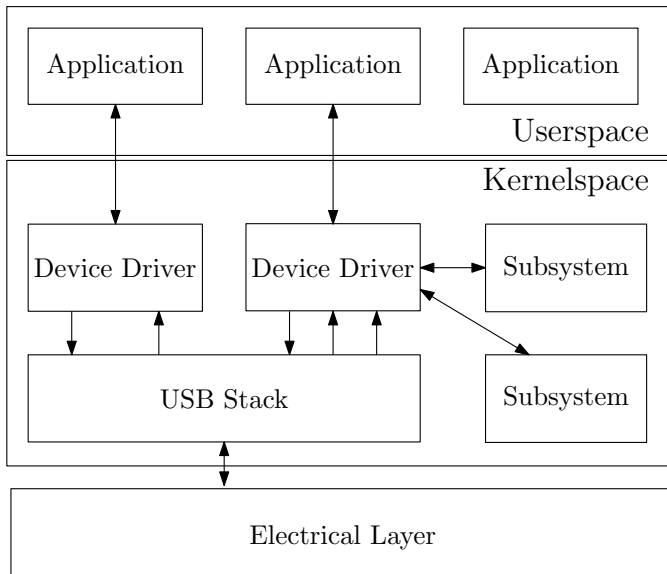 Application
Application
Application
Userspace
Kernelspace
Device Driver
Device Driver
Subsystem
USB Stack
Subsystem
Electrical Layer